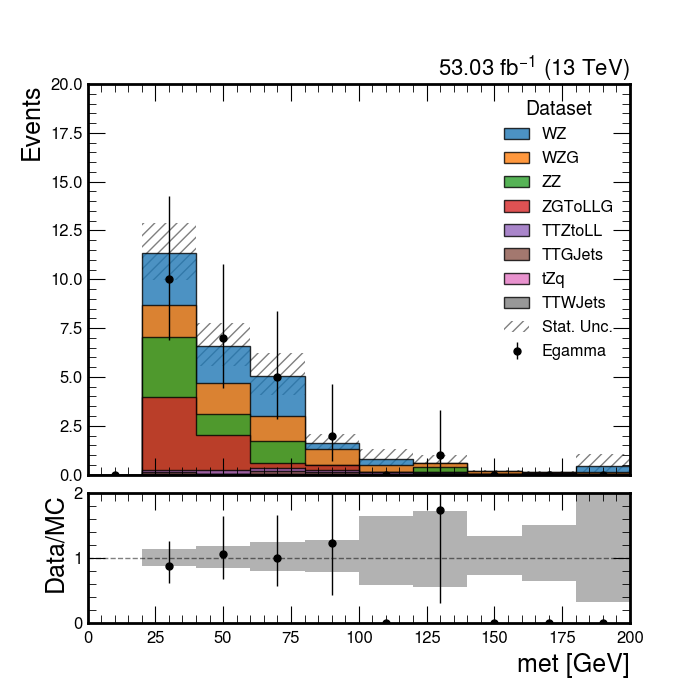 53.03 fb⁻¹ (13 TeV)
20.0
17.5
15.0
12.5
10.0
7.5
5.0
2.5
0.0
Events
Dataset
WZ
WZG
ZZ
ZGToLLG
TTZtoLL
TTGJets
tZq
TTWJets
Stat. Unc.
Egamma
2
1
0
Data/MC
0 25 50 75 100 125 150 175 200
met [GeV]